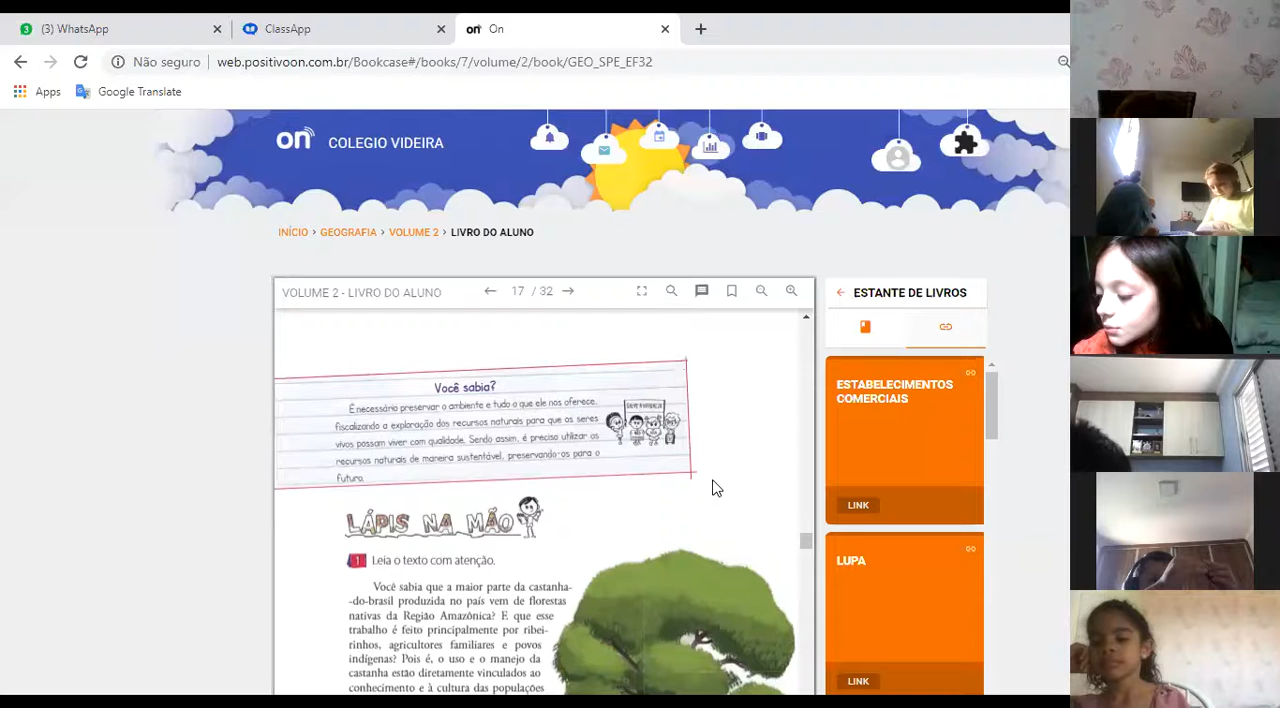 (3) WhatsApp
ClassApp
on
On
Não seguro
web.positivoon.com.br/Bookcase#/books/7/volume/2/book/GEO_SPE_EF32
Apps
Google Translate
on
COLEGIO VIDEIRA
INÍCIO > GEOGRAFIA > VOLUME 2 > LIVRO DO ALUNO
VOLUME 2 - LIVRO DO ALUNO
17 / 32
ESTANTE DE LIVROS
Você sabia?
É necessário preservar o ambiente e tudo o que ele nos oferece,
fiscalizando a exploração dos recursos naturais para que os seres
vivos possam viver com qualidade. Sendo assim, é preciso utilizar os
recursos naturais de maneira sustentável, preservando-os para o
futuro.
LÁPIS NA MÃO
1 Leia o texto com atenção.
Você sabia que a maior parte da castanha-
-do-brasil produzida no país vem de florestas
nativas da Região Amazônica? E que esse
trabalho é feito principalmente por ribei-
rinhos, agricultores familiares e povos
indígenas? Pois é, o uso e o manejo da
castanha estão diretamente vinculados ao
conhecimento e à cultura das populações
ESTABELECIMENTOS
COMERCIAIS
LINK
LUPA
LINK